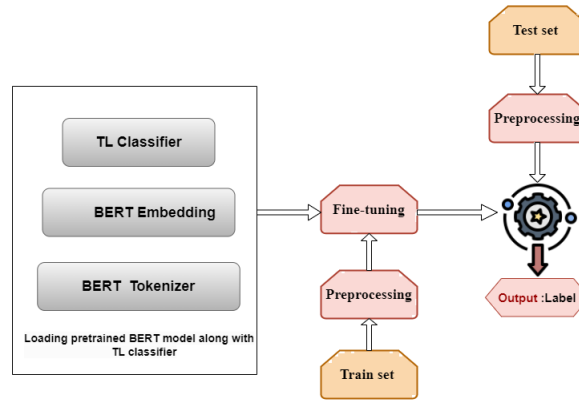 Test set
Preprocessing
TL Classifier
BERT Embedding
BERT Tokenizer
Loading pretrained BERT model along with
TL classifier
Fine-tuning
Preprocessing
Train set
Output :Label